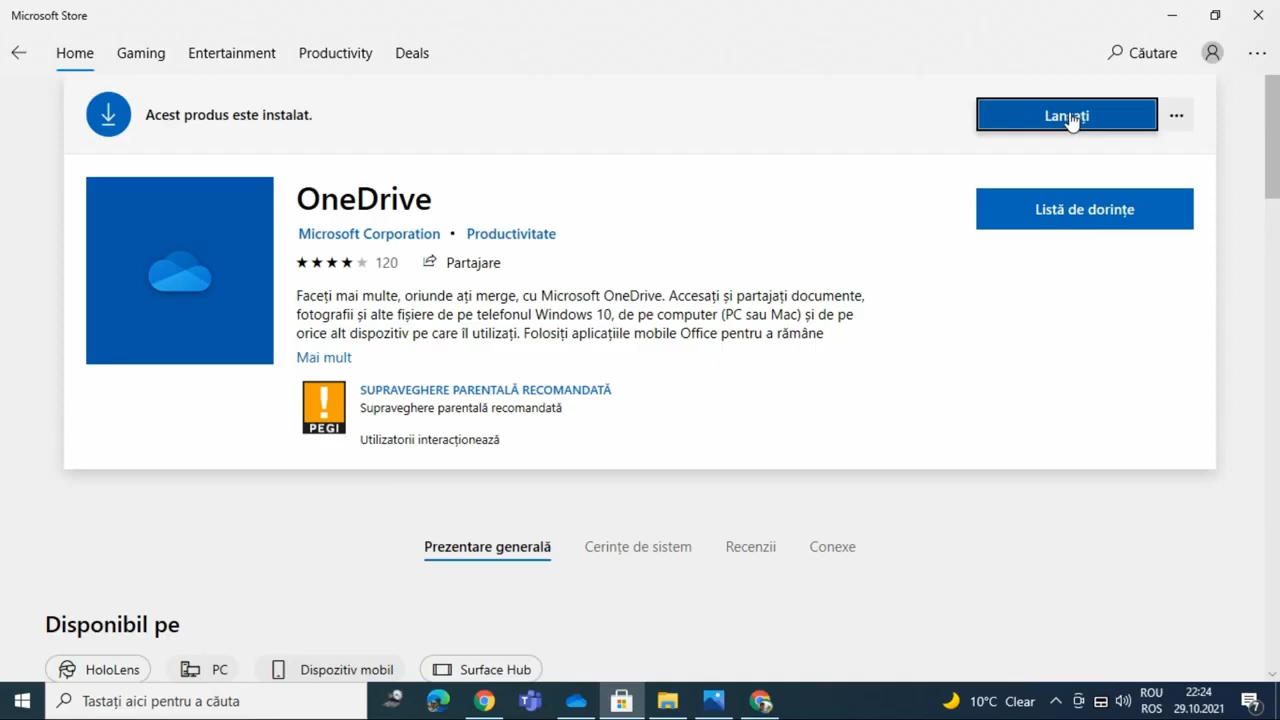 Microsoft Store
Home Gaming Entertainment Productivity Deals Căutare
Acest produs este instalat.
OneDrive
Microsoft Corporation • Productivitate
120 Partajare
Faceți mai multe, oriunde ați merge, cu Microsoft OneDrive. Accesați și partajați documente,
fotografii și alte fișiere de pe telefonul Windows 10, de pe computer (PC sau Mac) și de pe
orice alt dispozitiv pe care îl utilizați. Folosiți aplicațiile mobile Office pentru a rămâne
Mai mult
Listă de dorințe
PEGI
SUPRAVEGHERE PARENTALĂ RECOMANDATĂ
Supraveghere parentală recomandată
Utilizatorii interacționează
Prezentare generală Cerințe de sistem Recenzii Conexe
Disponibil pe
HoloLens PC Dispozitiv mobil Surface Hub
Tastați aici pentru a căuta
10°C Clear
ROU
ROS
22:24
29.10.2021
7